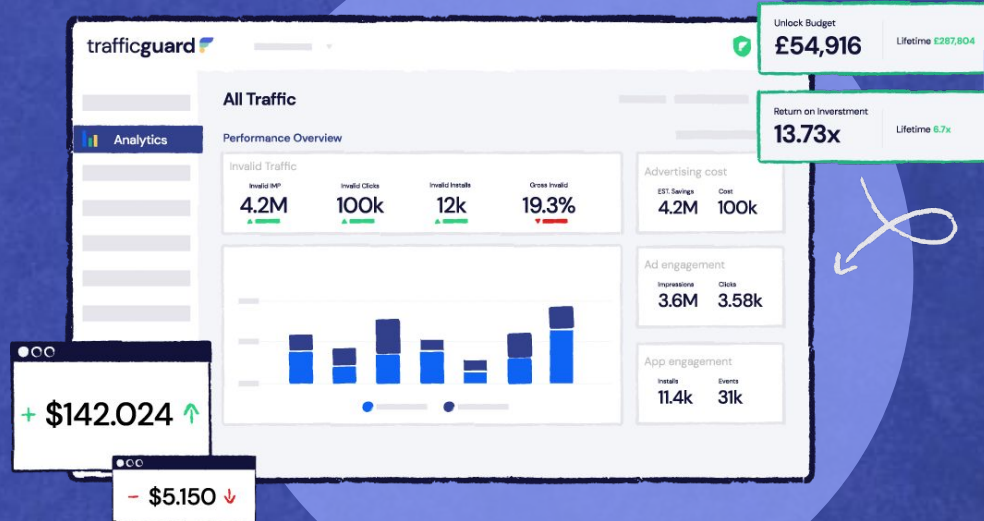 trafficguard
Unlock Budget
£54,916
Lifetime £287,804
Return on Inverstment
13.73x
Lifetime 6.7x
Analytics
All Traffic
Performance Overview
Invalid Traffic
Invalid IMP
Invalid Clicks
Invalid Installs
Gross Invalid
4.2M
100k
12k
19.3%
Advertising cost
EST. Savings
Cost
4.2M
100k
Ad engagement
Impressions
Clicks
3.6M
3.58k
App engagement
Installs
Events
11.4k
31k
+ $142.024
- $5.150